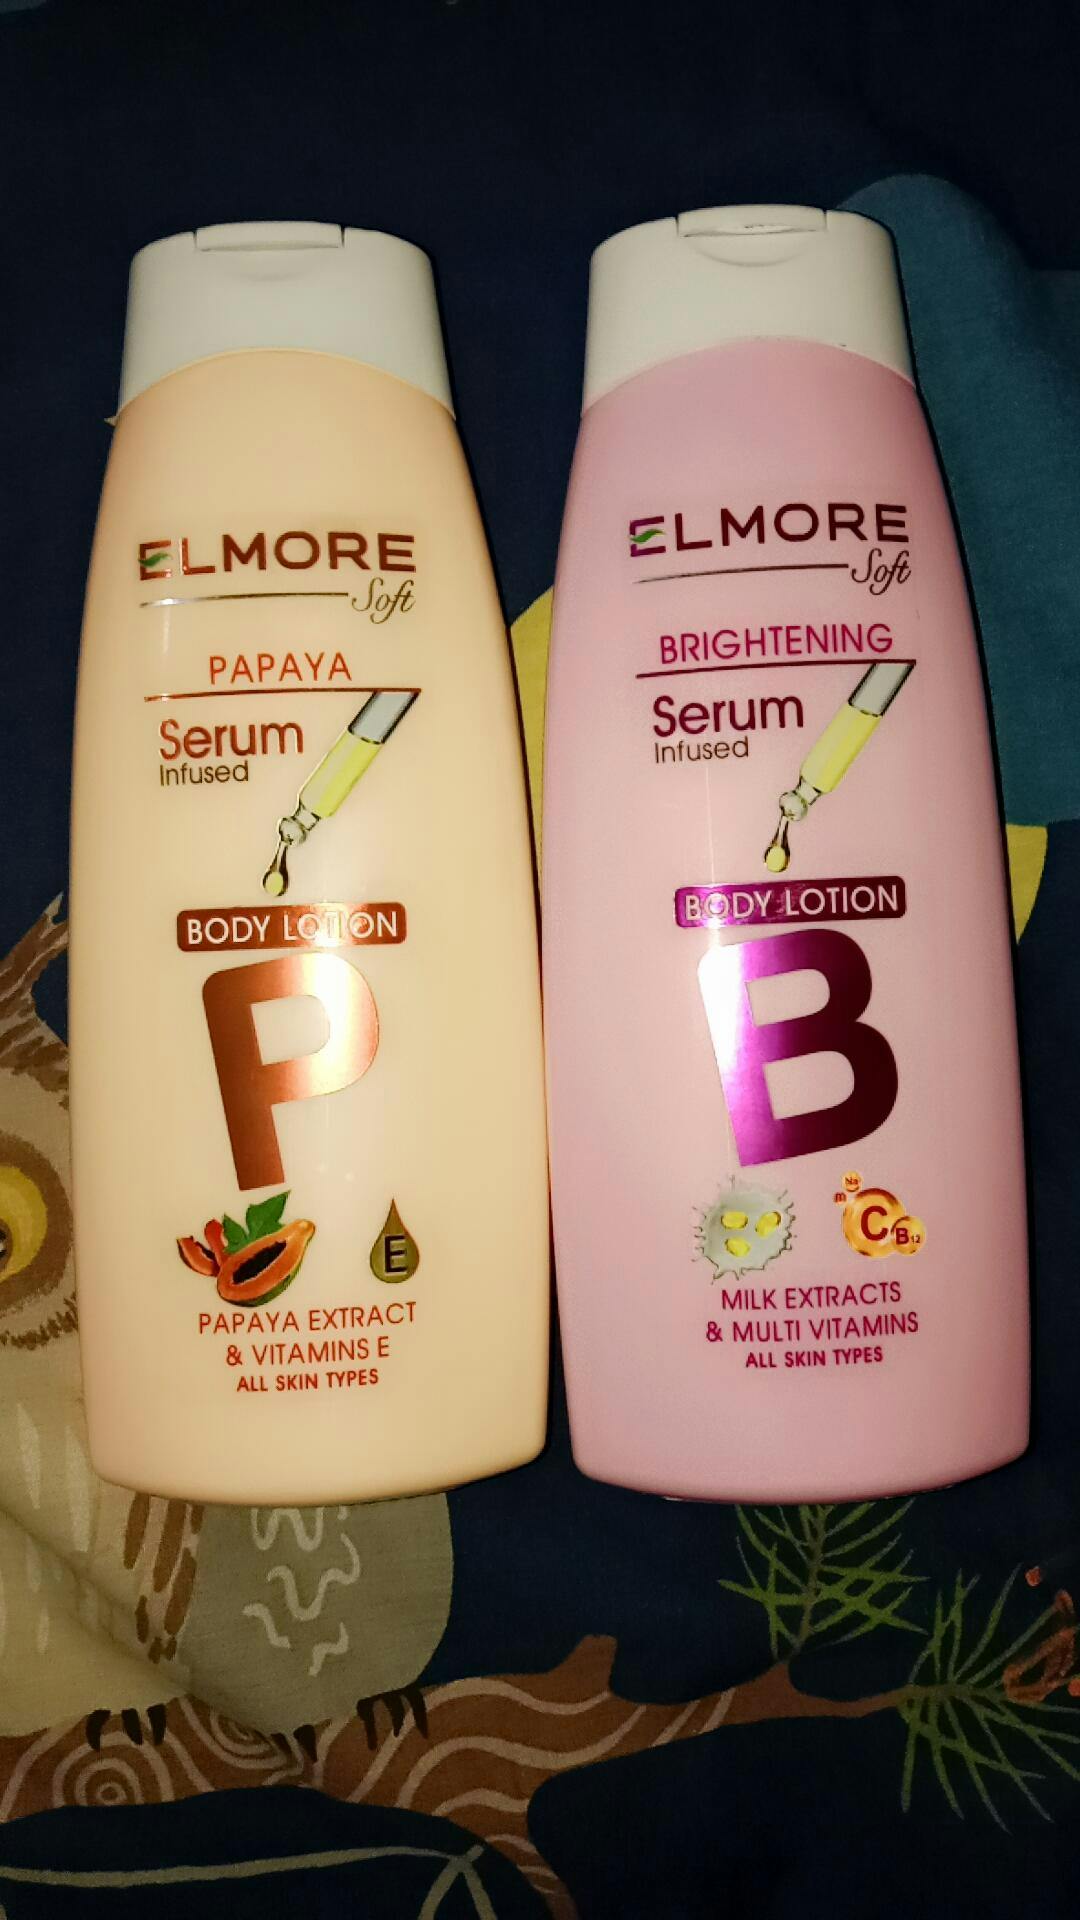 ELMORE
Soft
PAPAYA
Serum
Infused
BODY LOTION
P
E
PAPAYA EXTRACT
& VITAMINS E
ALL SKIN TYPES
ELMORE
Soft
BRIGHTENING
Serum
Infused
BODY LOTION
B
Na
m
C
B12
MILK EXTRACTS
& MULTI VITAMINS
ALL SKIN TYPES